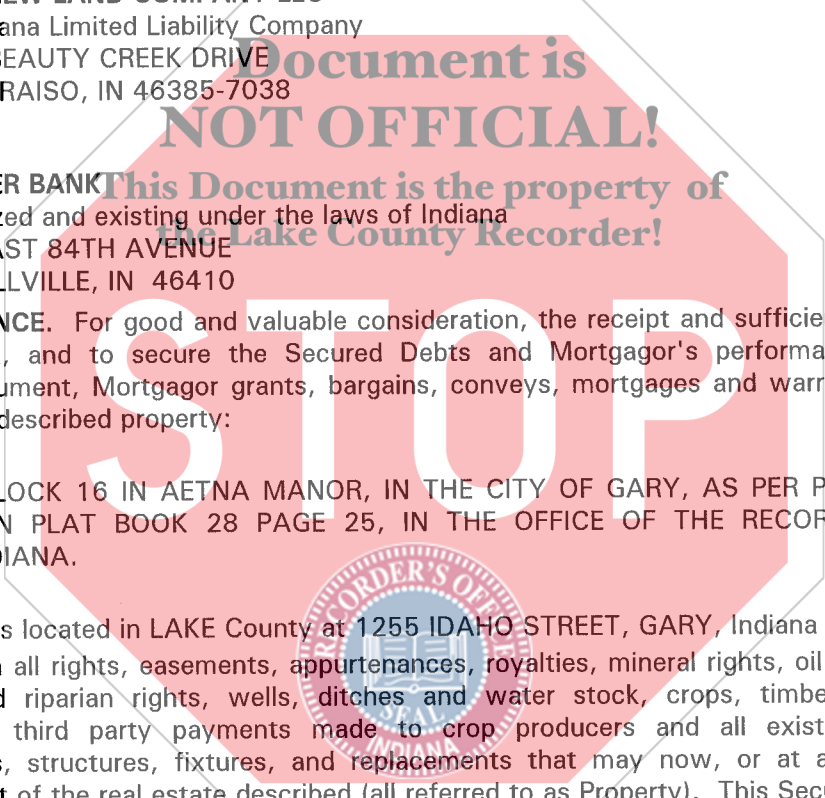 EW LAND COMPANY LLC
ana Limited Liability Company
BEAUTY CREEK DRIVE
RAISO, IN 46385-7038
Document is
NOT OFFICIAL!
This Document is the property of
the Lake County Recorder!
ER BANK
zed and existing under the laws of Indiana
AST 84TH AVENUE
LLVILLE, IN 46410
NCE. For good and valuable consideration, the receipt and sufficie
, and to secure the Secured Debts and Mortgagor's performa
ument, Mortgagor grants, bargains, conveys, mortgages and warr
described property:
STOP
LOCK 16 IN AETNA MANOR, IN THE CITY OF GARY, AS PER P
N PLAT BOOK 28 PAGE 25, IN THE OFFICE OF THE RECOR
DIANA.
s located in LAKE County at 1255 IDAHO STREET, GARY, Indiana
all rights, easements, appurtenances, royalties, mineral rights, oil
d riparian rights, wells, ditches and water stock, crops, timbe
third party payments made to crop producers and all exist
s, structures, fixtures, and replacements that may now, or at a
t of the real estate described (all referred to as Property). This Secu
RECORDER'S OFFICE
SEAL
INDIANA